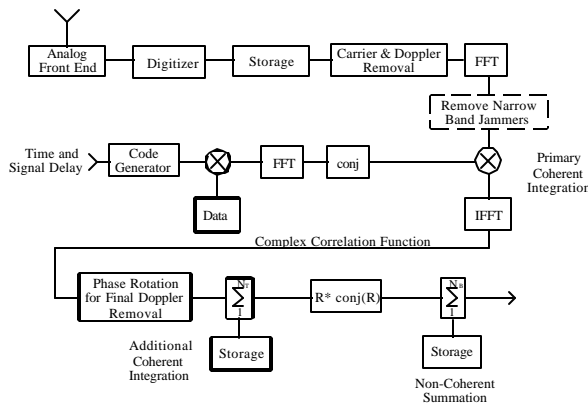 Analog
Front End
Digitizer
Storage
Carrier & Doppler
Removal
FFT
Remove Narrow
Band Jammers
Time and
Signal Delay
Code
Generator
FFT
conj
Primary
Coherent
Integration
Data
IFFT
Complex Correlation Function
Phase Rotation
for Final Doppler
Removal
N_T
Σ
1
R* conj(R)
N_B
Σ
1
Additional
Coherent
Integration
Storage
Storage
Non-Coherent
Summation